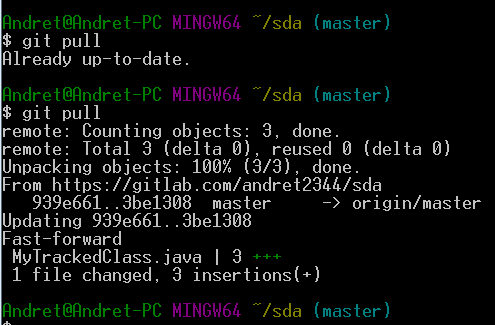 Andret@Andret-PC MINGW64 ~/sda (master)
$ git pull
Already up-to-date.
Andret@Andret-PC MINGW64 ~/sda (master)
$ git pull
remote: Counting objects: 3, done.
remote: Total 3 (delta 0), reused 0 (delta 0)
Unpacking objects: 100% (3/3), done.
From https://gitlab.com/andret2344/sda
   939e661..3be1308  master     -> origin/master
Updating 939e661..3be1308
Fast-forward
 MyTrackedClass.java | 3 +++
 1 file changed, 3 insertions(+)
Andret@Andret-PC MINGW64 ~/sda (master)
$